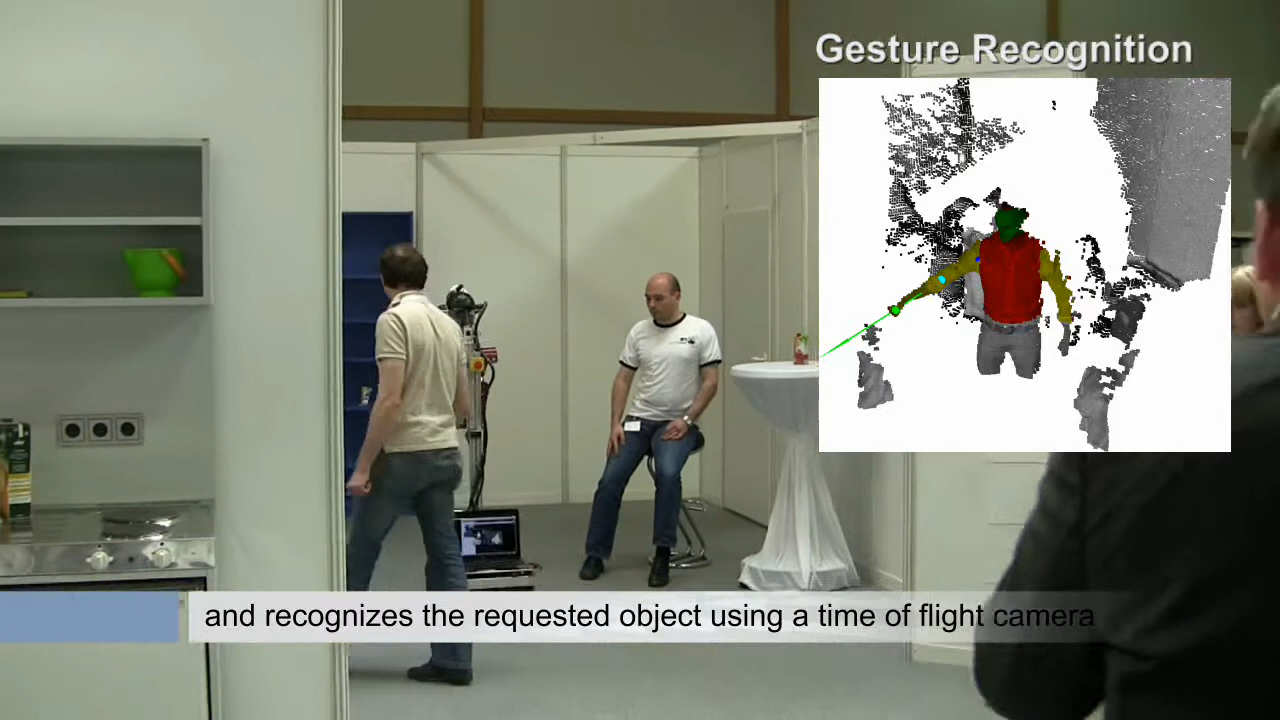 Gesture Recognition
and recognizes the requested object using a time of flight camera